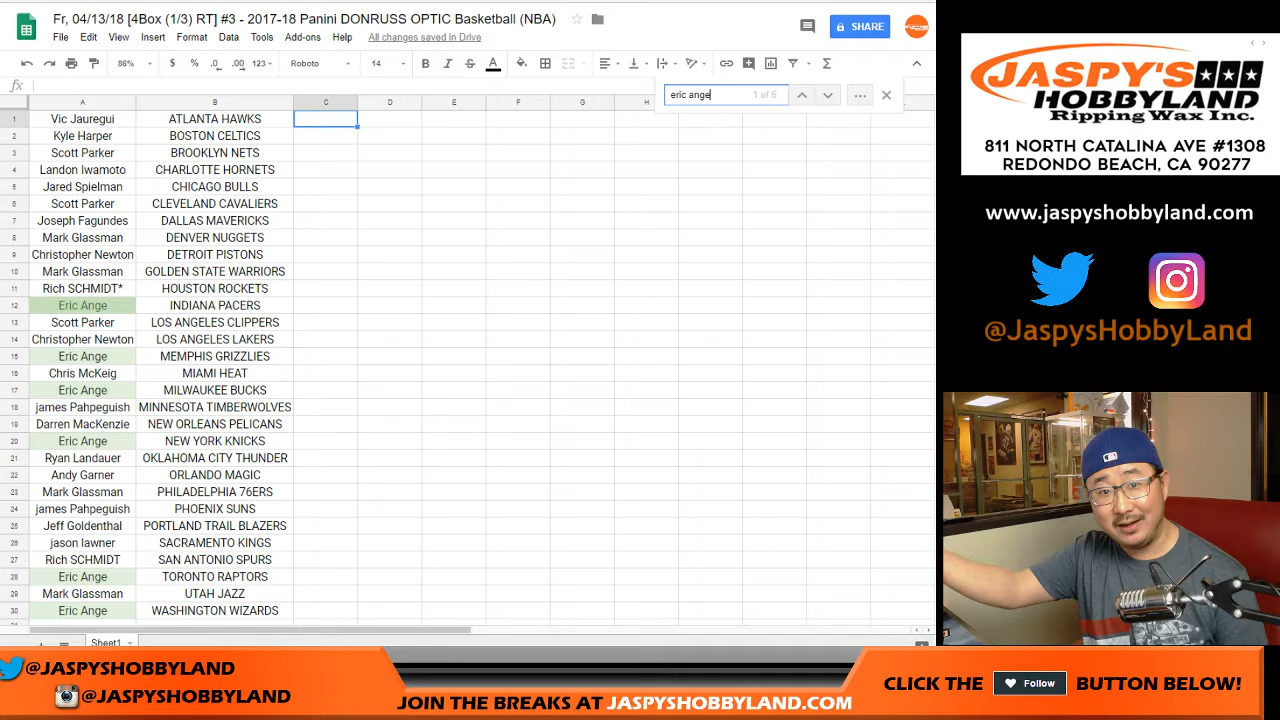 Fr, 04/13/18 [4Box (1/3) RT] #3 - 2017-18 Panini DONRUSS OPTIC Basketball (NBA)
SHARE
File Edit View Insert Format Data Tools Add-ons Help All changes saved in Drive
86% $ % .0 .00 123 Roboto 14 B I S A Σ
fx
eric ange 1 of 6
A B C D E F G H
1 Vic Jauregui ATLANTA HAWKS
2 Kyle Harper BOSTON CELTICS
3 Scott Parker BROOKLYN NETS
4 Landon Iwamoto CHARLOTTE HORNETS
5 Jared Spielman CHICAGO BULLS
6 Scott Parker CLEVELAND CAVALIERS
7 Joseph Fagundes DALLAS MAVERICKS
8 Mark Glassman DENVER NUGGETS
9 Christopher Newton DETROIT PISTONS
10 Mark Glassman GOLDEN STATE WARRIORS
11 Rich SCHMIDT* HOUSTON ROCKETS
12 Eric Ange INDIANA PACERS
13 Scott Parker LOS ANGELES CLIPPERS
14 Christopher Newton LOS ANGELES LAKERS
15 Eric Ange MEMPHIS GRIZZLIES
16 Chris McKeig MIAMI HEAT
17 Eric Ange MILWAUKEE BUCKS
18 james Pahpeguish MINNESOTA TIMBERWOLVES
19 Darren MacKenzie NEW ORLEANS PELICANS
20 Eric Ange NEW YORK KNICKS
21 Ryan Landauer OKLAHOMA CITY THUNDER
22 Andy Garner ORLANDO MAGIC
23 Mark Glassman PHILADELPHIA 76ERS
24 james Pahpeguish PHOENIX SUNS
25 Jeff Goldenthal PORTLAND TRAIL BLAZERS
26 jason lawner SACRAMENTO KINGS
27 Rich SCHMIDT SAN ANTONIO SPURS
28 Eric Ange TORONTO RAPTORS
29 Mark Glassman UTAH JAZZ
30 Eric Ange WASHINGTON WIZARDS
Sheet1
JASPY'S
HOBBYLAND
Ripping Wax Inc.
811 NORTH CATALINA AVE #1308
REDONDO BEACH, CA 90277
www.jaspyshobbyland.com
@JaspysHobbyLand
@JASPYSHOBBYLAND
@JASPYSHOBBYLAND
JOIN THE BREAKS AT JASPYSHOBBYLAND.COM
CLICK THE Follow BUTTON BELOW!